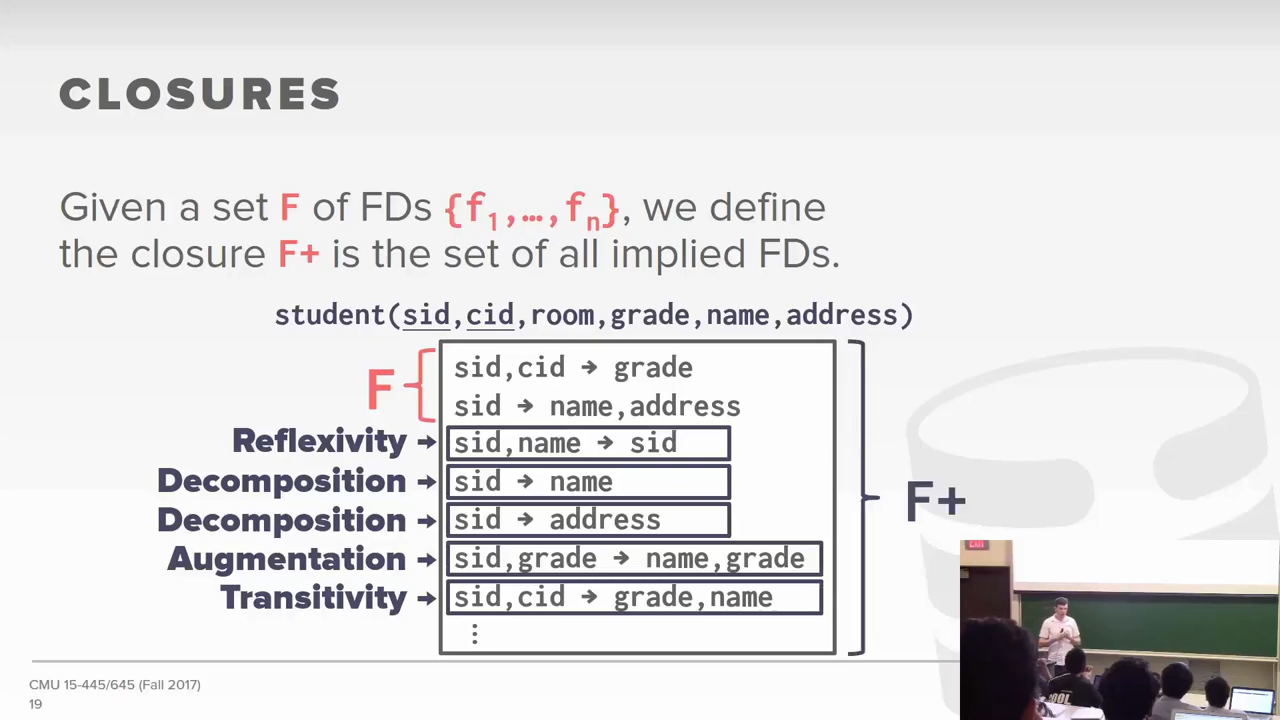 CLOSURES
Given a set F of FDs {f1,…,fn}, we define
the closure F+ is the set of all implied FDs.
student(sid,cid,room,grade,name,address)
F
sid,cid → grade
sid → name,address
Reflexivity → sid,name → sid
Decomposition → sid → name
Decomposition → sid → address
Augmentation → sid,grade → name,grade
Transitivity → sid,cid → grade,name
⋮
F+
EXIT
CMU 15-445/645 (Fall 2017)
19